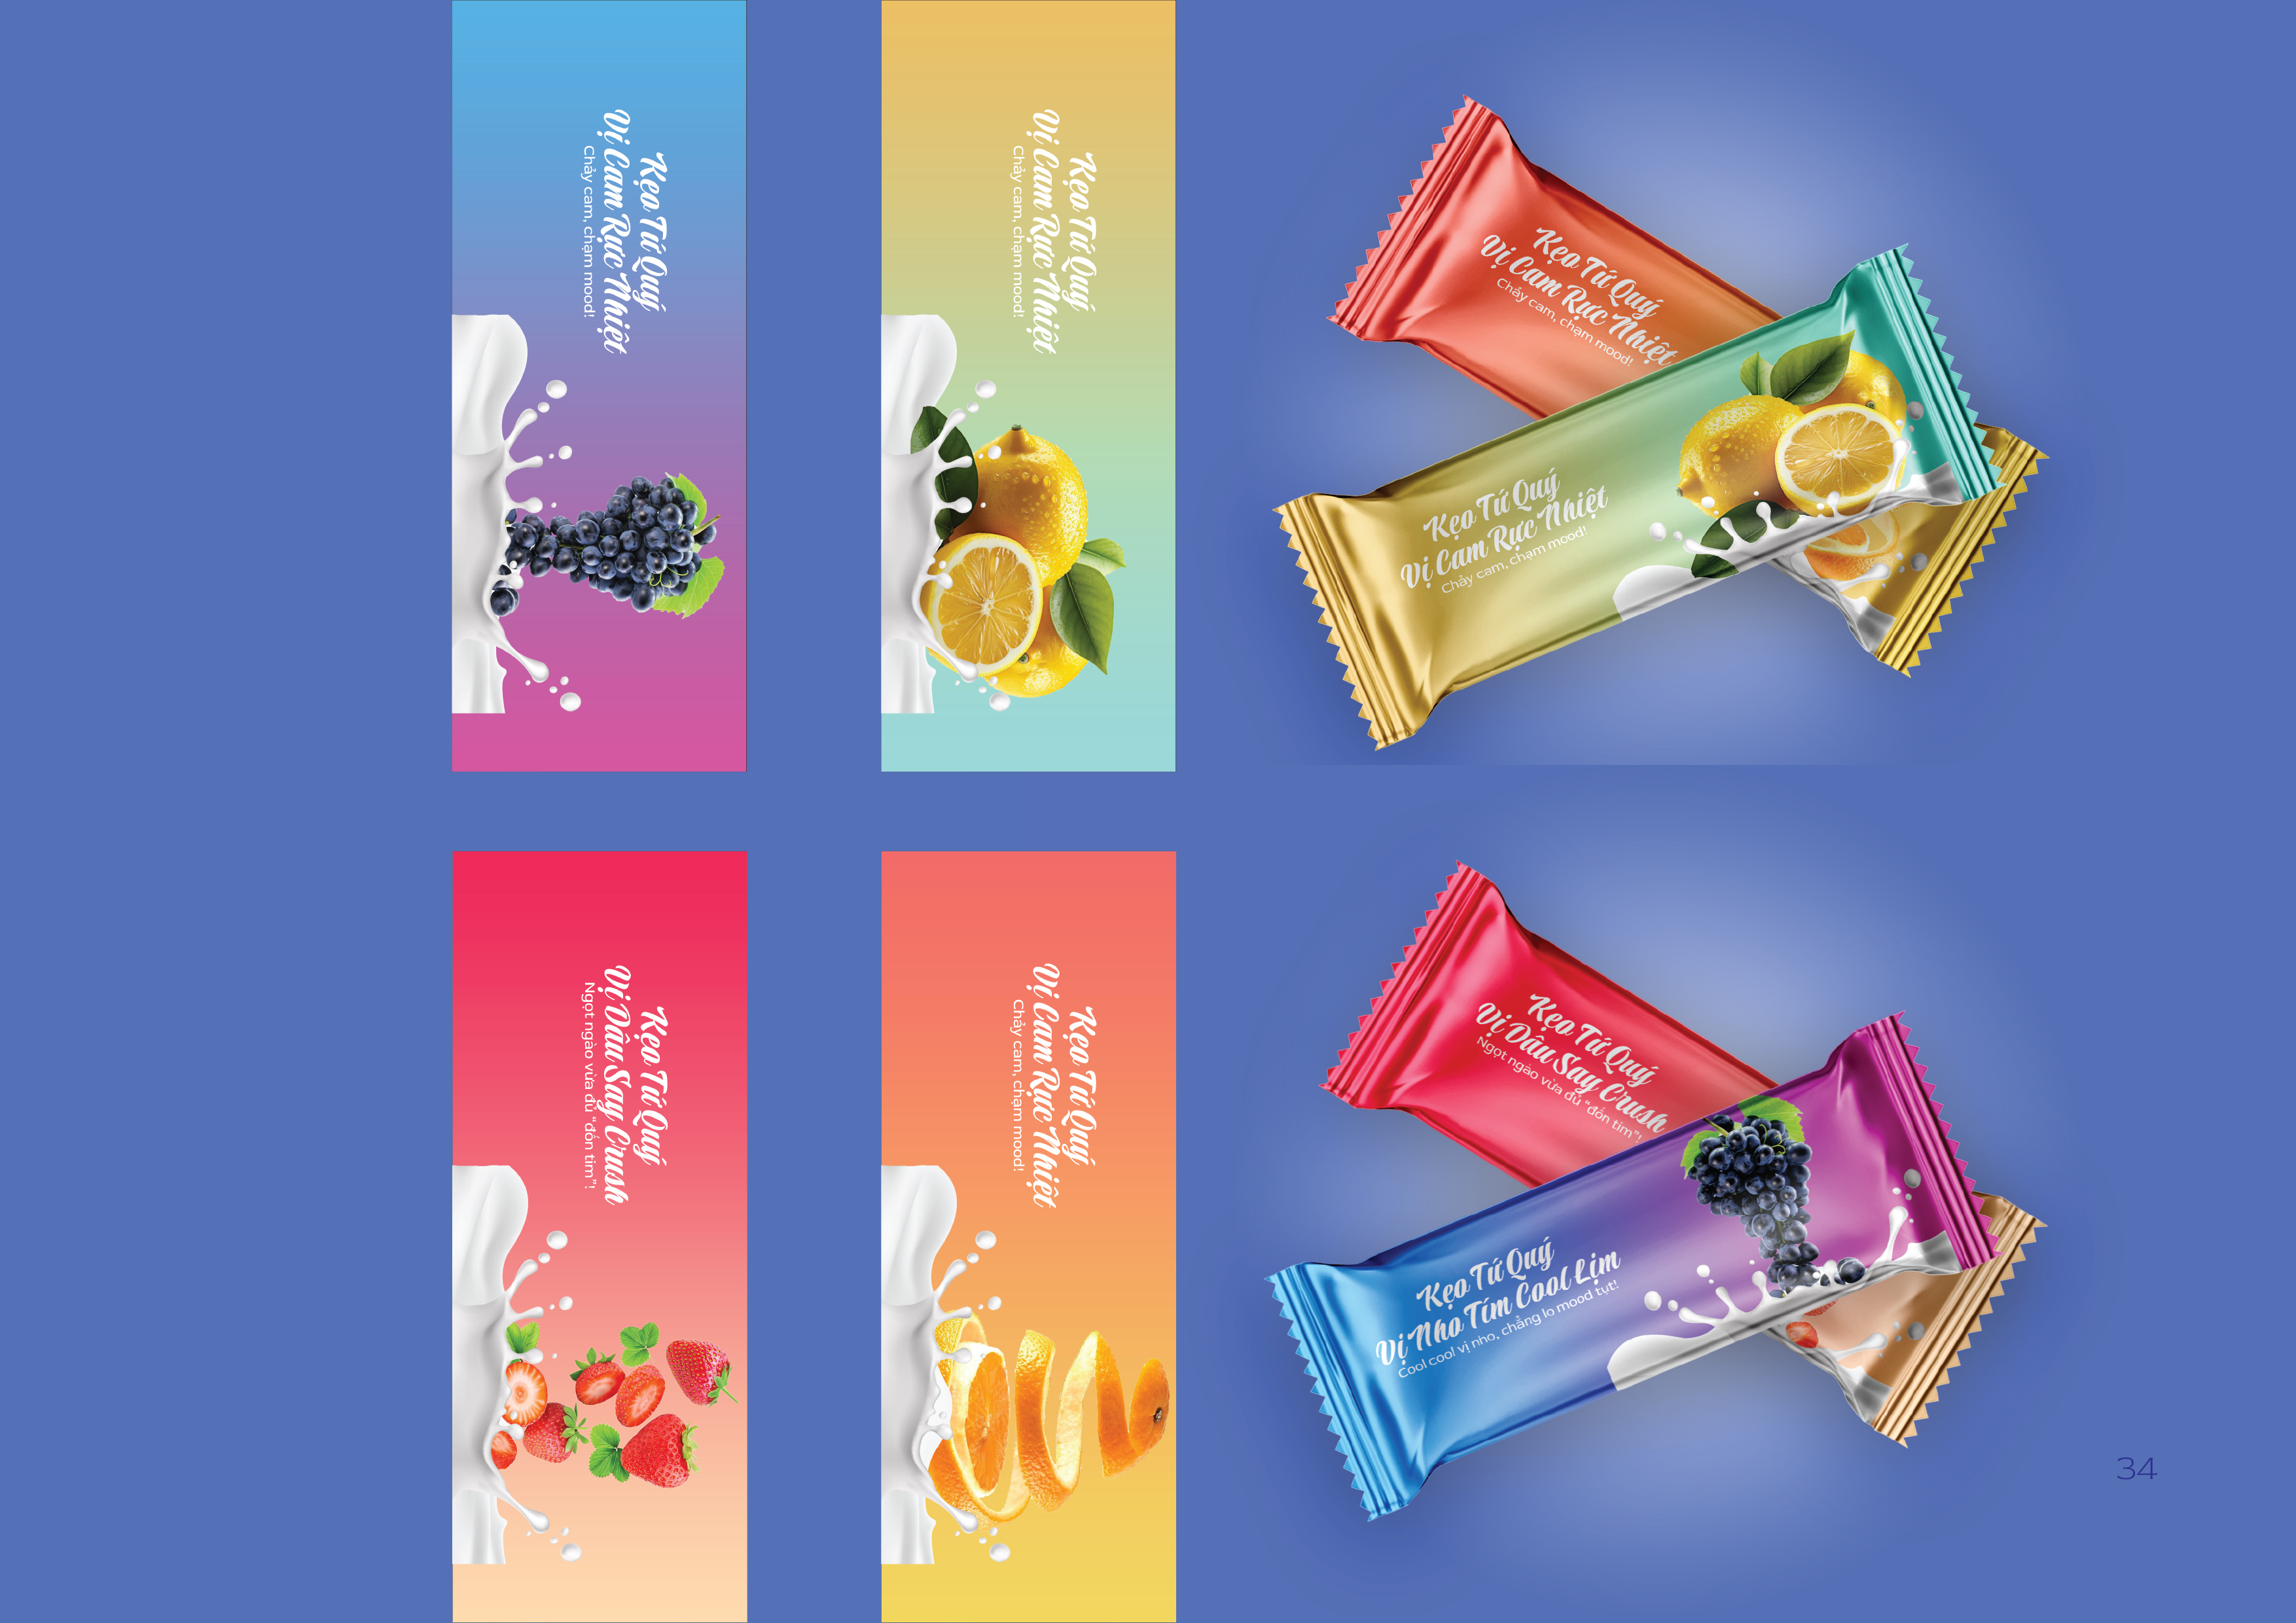 Kẹo Tứ Quý
Vị Cam Rực Nhiệt
Chảy cam, chạm mood!
Kẹo Tứ Quý
Vị Cam Rực Nhiệt
Chảy cam, chạm mood!
Kẹo Tứ Quý
Vị Cam Rực Nhiệt
Chảy cam, chạm mood!
Kẹo Tứ Quý
Vị Cam Rực Nhiệt
Chảy cam, chạm mood!
Kẹo Tứ Quý
Vị Dâu Say Crush
Ngọt ngào vừa đủ “đốn tim”!
Kẹo Tứ Quý
Vị Cam Rực Nhiệt
Chảy cam, chạm mood!
Kẹo Tứ Quý
Vị Dâu Say Crush
Ngọt ngào vừa đủ “đốn tim”!
Kẹo Tứ Quý
Vị Nho Tím Cool Lịm
Cool cool vị nho, chẳng lo mood tụt!
34